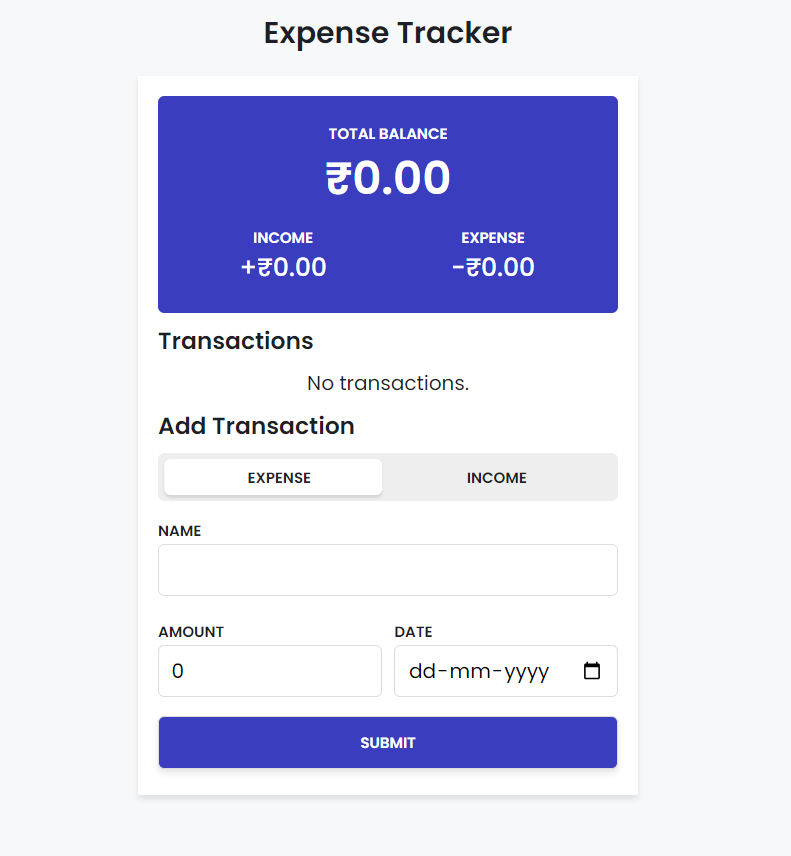 Expense Tracker
TOTAL BALANCE
₹0.00
INCOME EXPENSE
+₹0.00 -₹0.00
Transactions
No transactions.
Add Transaction
EXPENSE INCOME
NAME
AMOUNT DATE
0 dd-mm-yyyy
SUBMIT